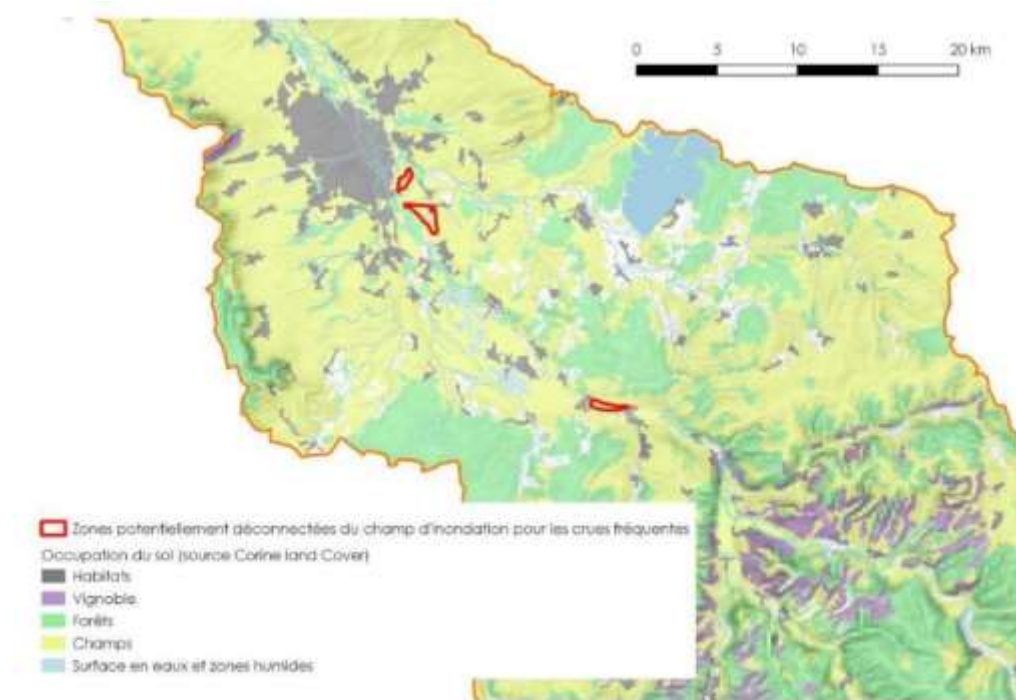 0 5 10 15 20 km
Zones potentiellement déconnectées du champ d'inondation pour les crues fréquentes
Occupation du sol (source Corine land Cover)
Habitats
Vignoble
Forêts
Champs
Surface en eaux et zones humides